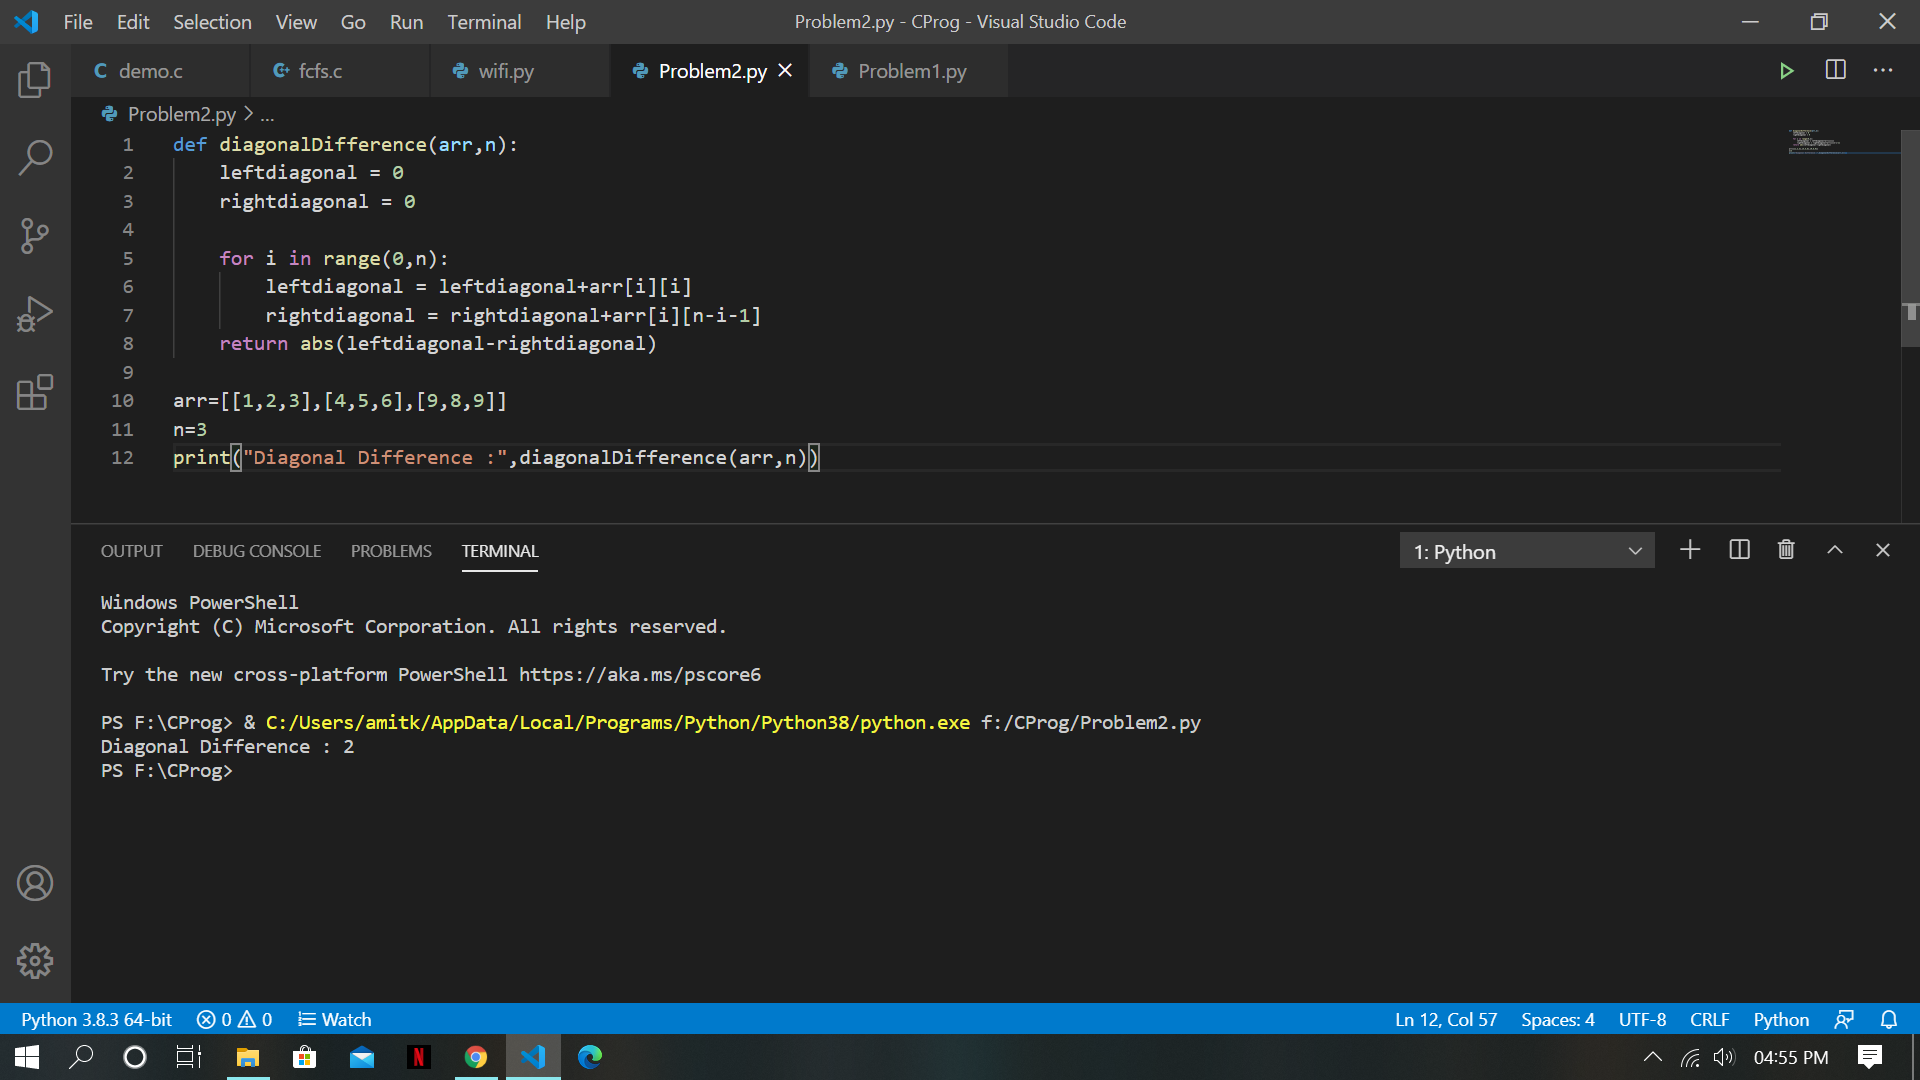 File Edit Selection View Go Run Terminal Help
Problem2.py - CProg - Visual Studio Code
demo.c fcfs.c wifi.py Problem2.py Problem1.py
Problem2.py > ...
1 def diagonalDifference(arr,n):
2     leftdiagonal = 0
3     rightdiagonal = 0
4
5     for i in range(0,n):
6         leftdiagonal = leftdiagonal+arr[i][i]
7         rightdiagonal = rightdiagonal+arr[i][n-i-1]
8     return abs(leftdiagonal-rightdiagonal)
9
10 arr=[[1,2,3],[4,5,6],[9,8,9]]
11 n=3
12 print("Diagonal Difference :",diagonalDifference(arr,n))
OUTPUT DEBUG CONSOLE PROBLEMS TERMINAL
1: Python
Windows PowerShell
Copyright (C) Microsoft Corporation. All rights reserved.
Try the new cross-platform PowerShell https://aka.ms/pscore6
PS F:\CProg> & C:/Users/amitk/AppData/Local/Programs/Python/Python38/python.exe f:/CProg/Problem2.py
Diagonal Difference : 2
PS F:\CProg>
Python 3.8.3 64-bit 0 0 Watch
Ln 12, Col 57 Spaces: 4 UTF-8 CRLF Python
04:55 PM